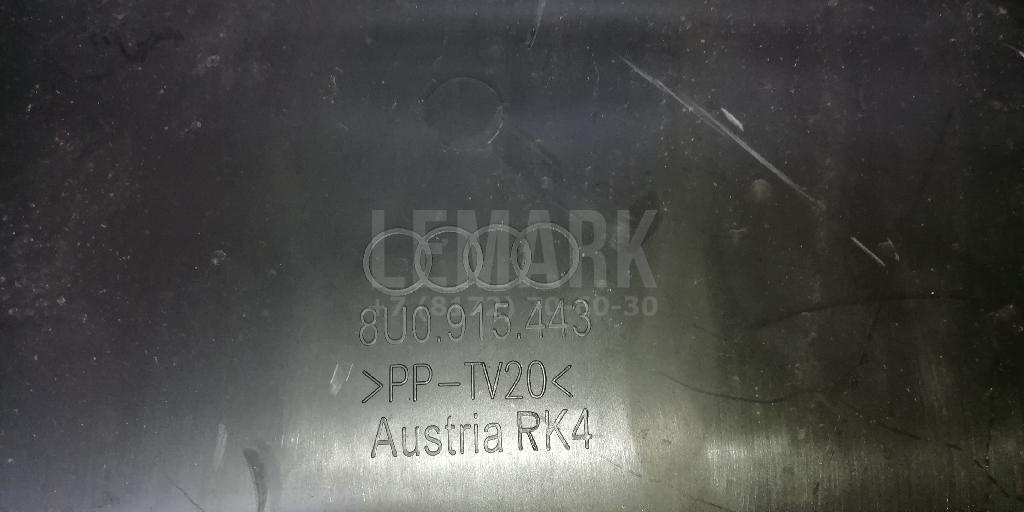 LEMARK
8U0.915.443
>PP-TV20<
Austria RK4